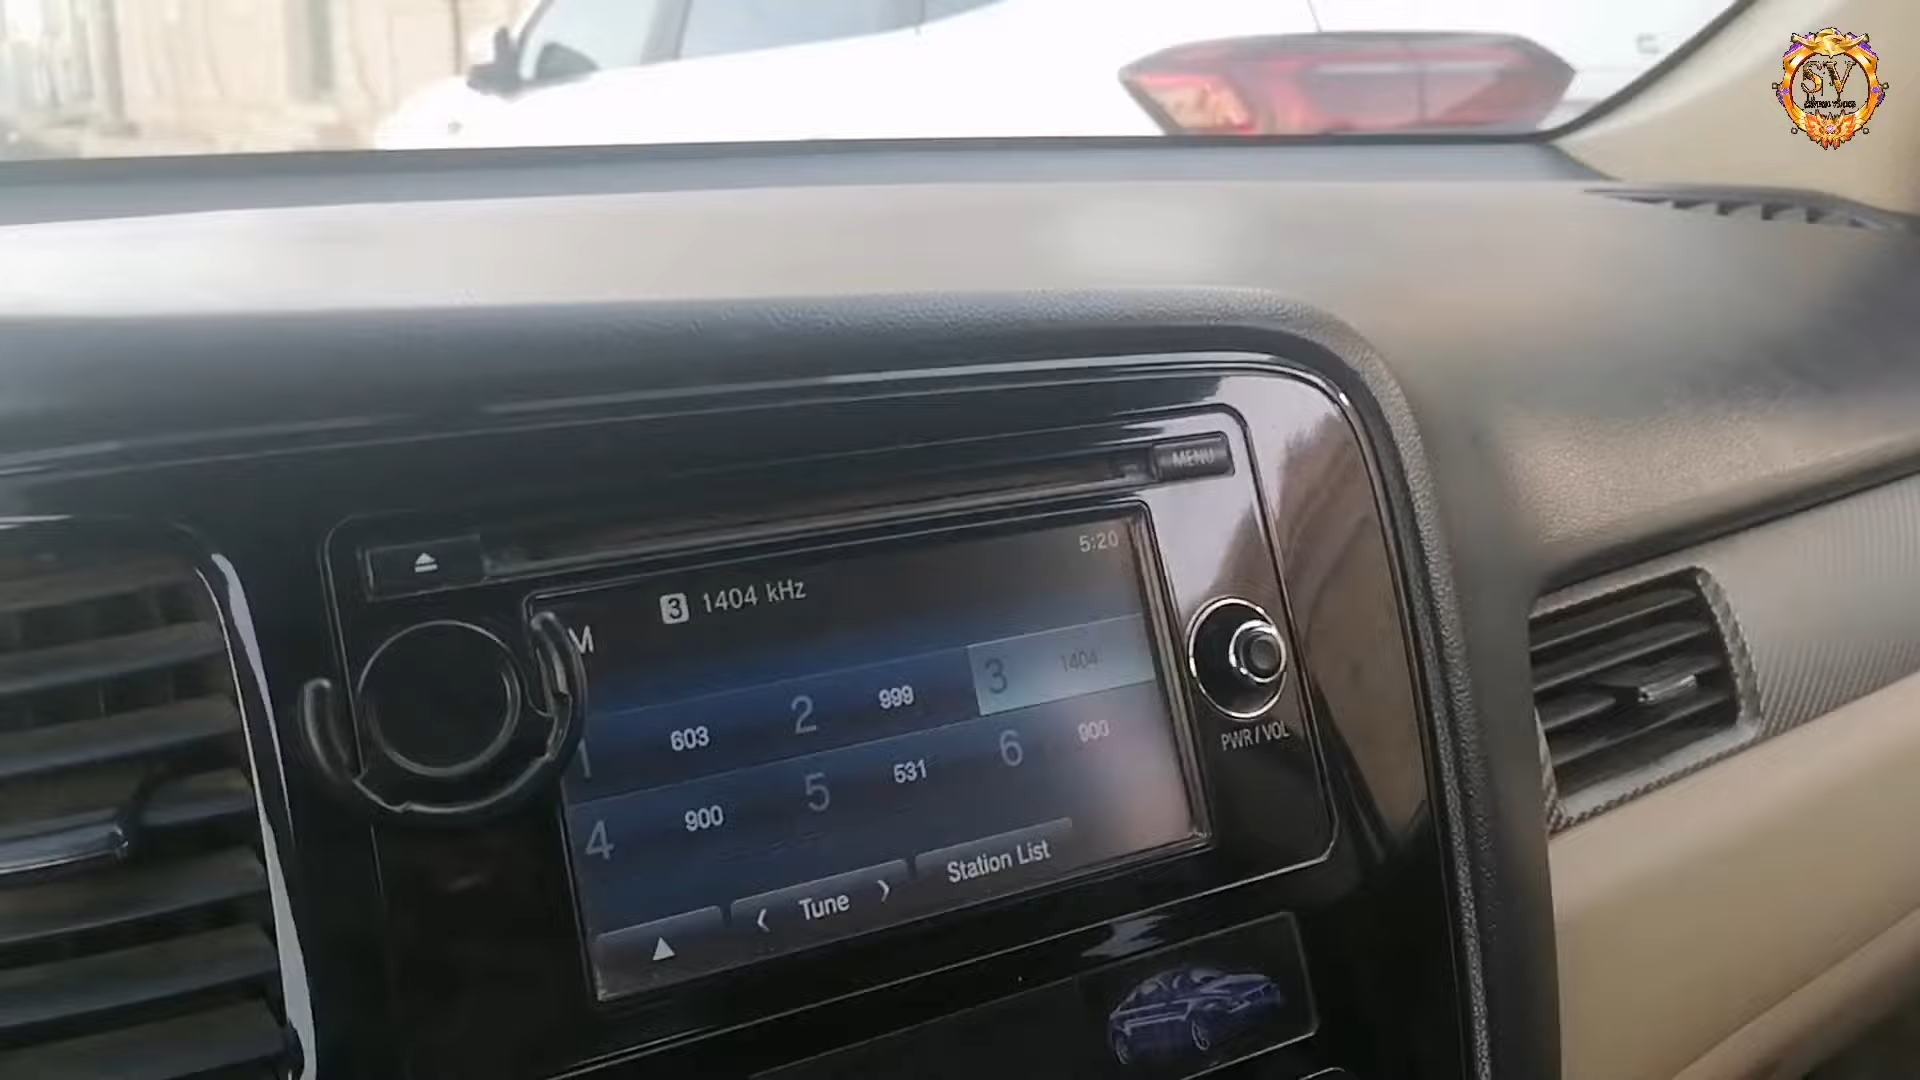 SV
MENU
5:20
3 1404 kHz
M
1 603 2 999 3 1404
4 900 5 531 6 900
‹ Tune › Station List
PWR / VOL